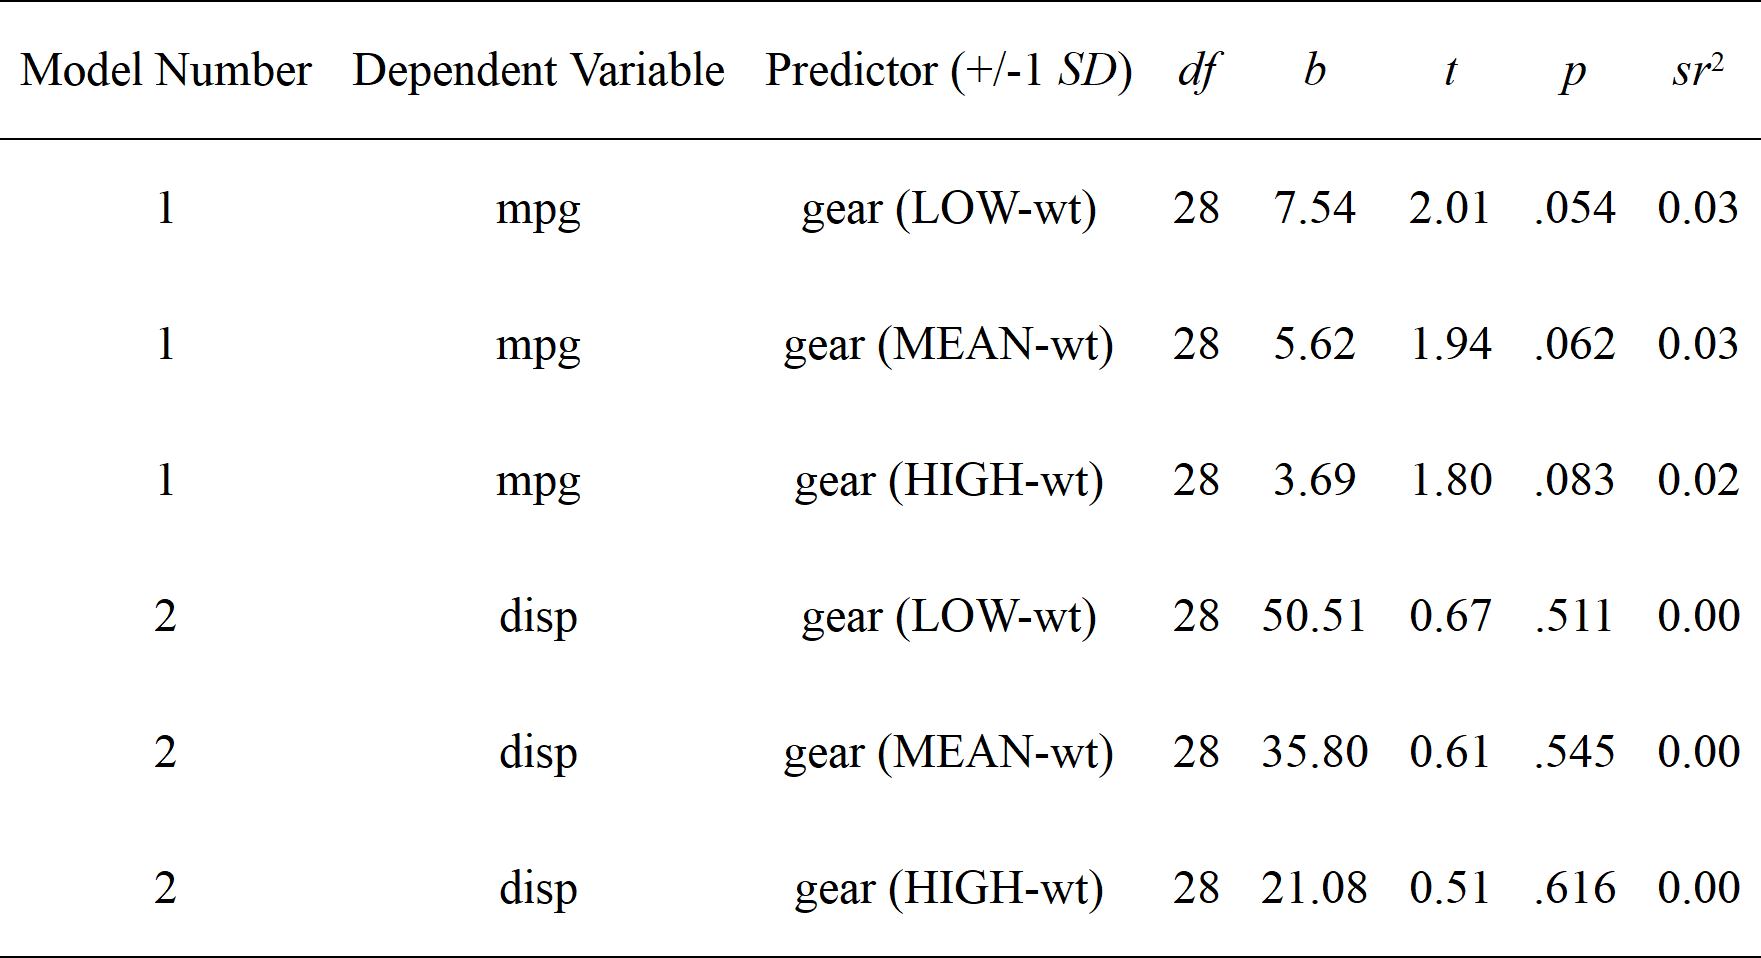 Model Number Dependent Variable Predictor (+/-1 SD) df b t p sr²
1 mpg gear (LOW-wt) 28 7.54 2.01 .054 0.03
1 mpg gear (MEAN-wt) 28 5.62 1.94 .062 0.03
1 mpg gear (HIGH-wt) 28 3.69 1.80 .083 0.02
2 disp gear (LOW-wt) 28 50.51 0.67 .511 0.00
2 disp gear (MEAN-wt) 28 35.80 0.61 .545 0.00
2 disp gear (HIGH-wt) 28 21.08 0.51 .616 0.00